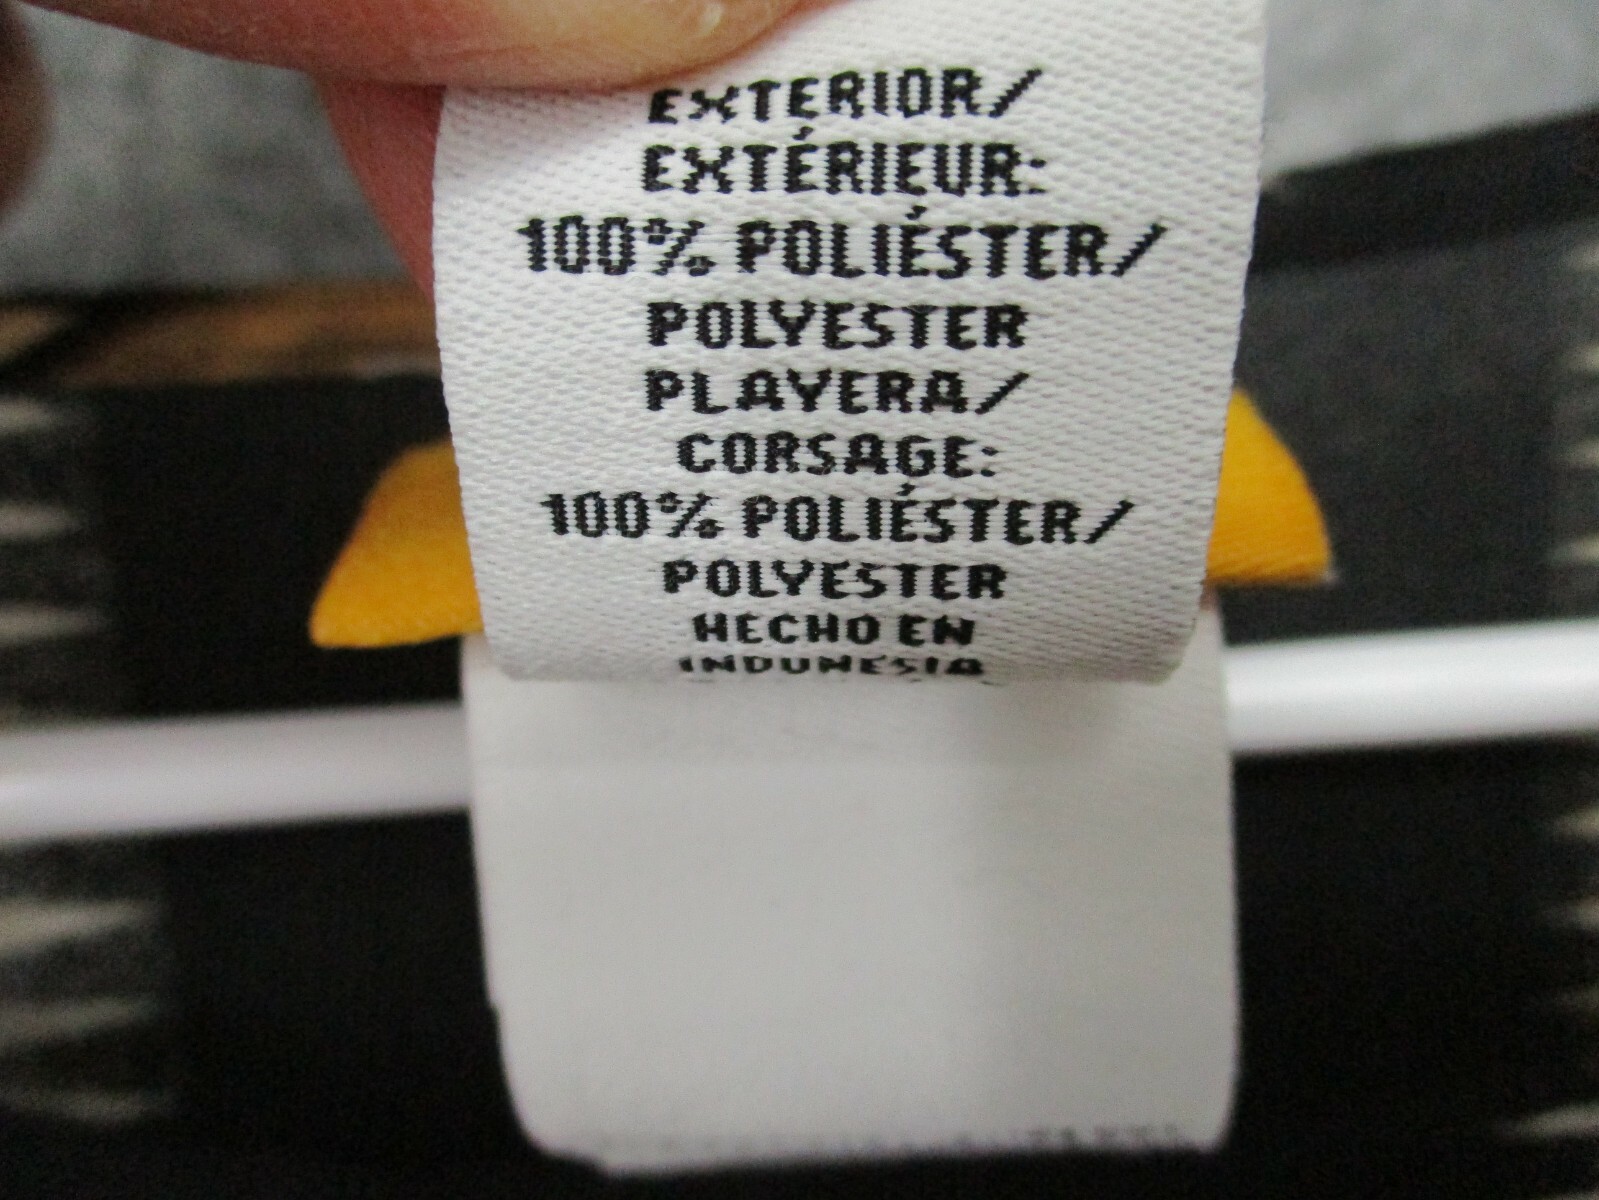 EXTERIOR/
EXTÉRIEUR:
100% POLIÉSTER/
POLYESTER
PLAYERA/
CORSAGE:
100% POLIÉSTER/
POLYESTER
HECHO EN
INDONESIA